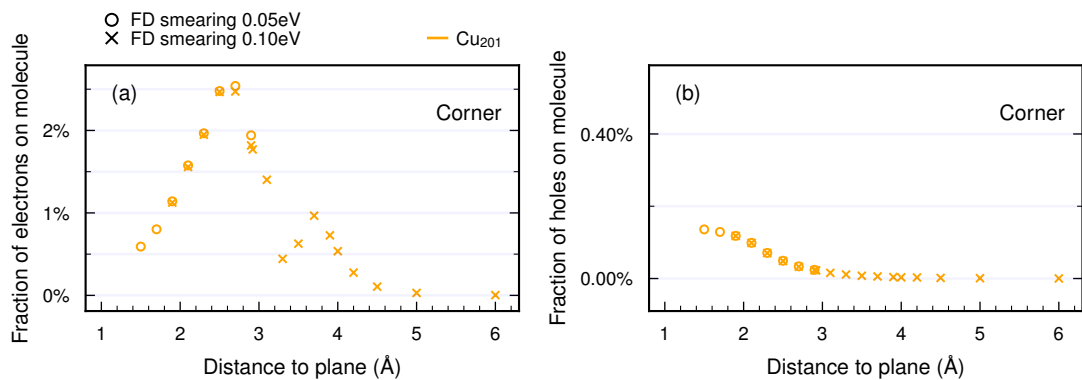 FD smearing 0.05eV
FD smearing 0.10eV
Cu₂₀₁
Fraction of electrons on molecule
(a)
Corner
2%
1%
0%
1 2 3 4 5 6
Distance to plane (Å)
Fraction of holes on molecule
(b)
Corner
0.40%
0.00%
1 2 3 4 5 6
Distance to plane (Å)